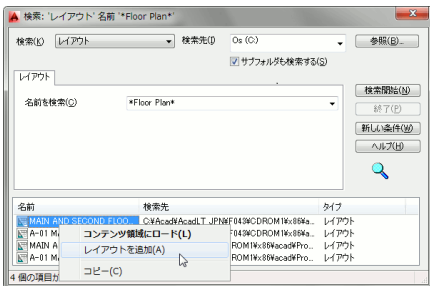 検索: 'レイアウト' 名前 '*Floor Plan*'
検索(K) レイアウト 検索先(I) Os (C:) 参照(B)...
サブフォルダも検索する(S)
レイアウト
検索開始(N)
名前を検索(C) *Floor Plan*
終了(P)
新しい条件(W)
ヘルプ(H)
名前 検索先 タイプ
MAIN AND SECOND FLOO... C:¥Acad¥AcadLT_JPN¥F043¥CDROM1¥x86¥a... レイアウト
A-01 M F043¥CDROM1¥x86¥a... レイアウト
MAIN A ROM1¥x86¥acad¥Pro... レイアウト
A-01 M ROM1¥x86¥acad¥Pro... レイアウト
コンテンツ領域にロード(L)
レイアウトを追加(A)
コピー(C)
4 個の項目が